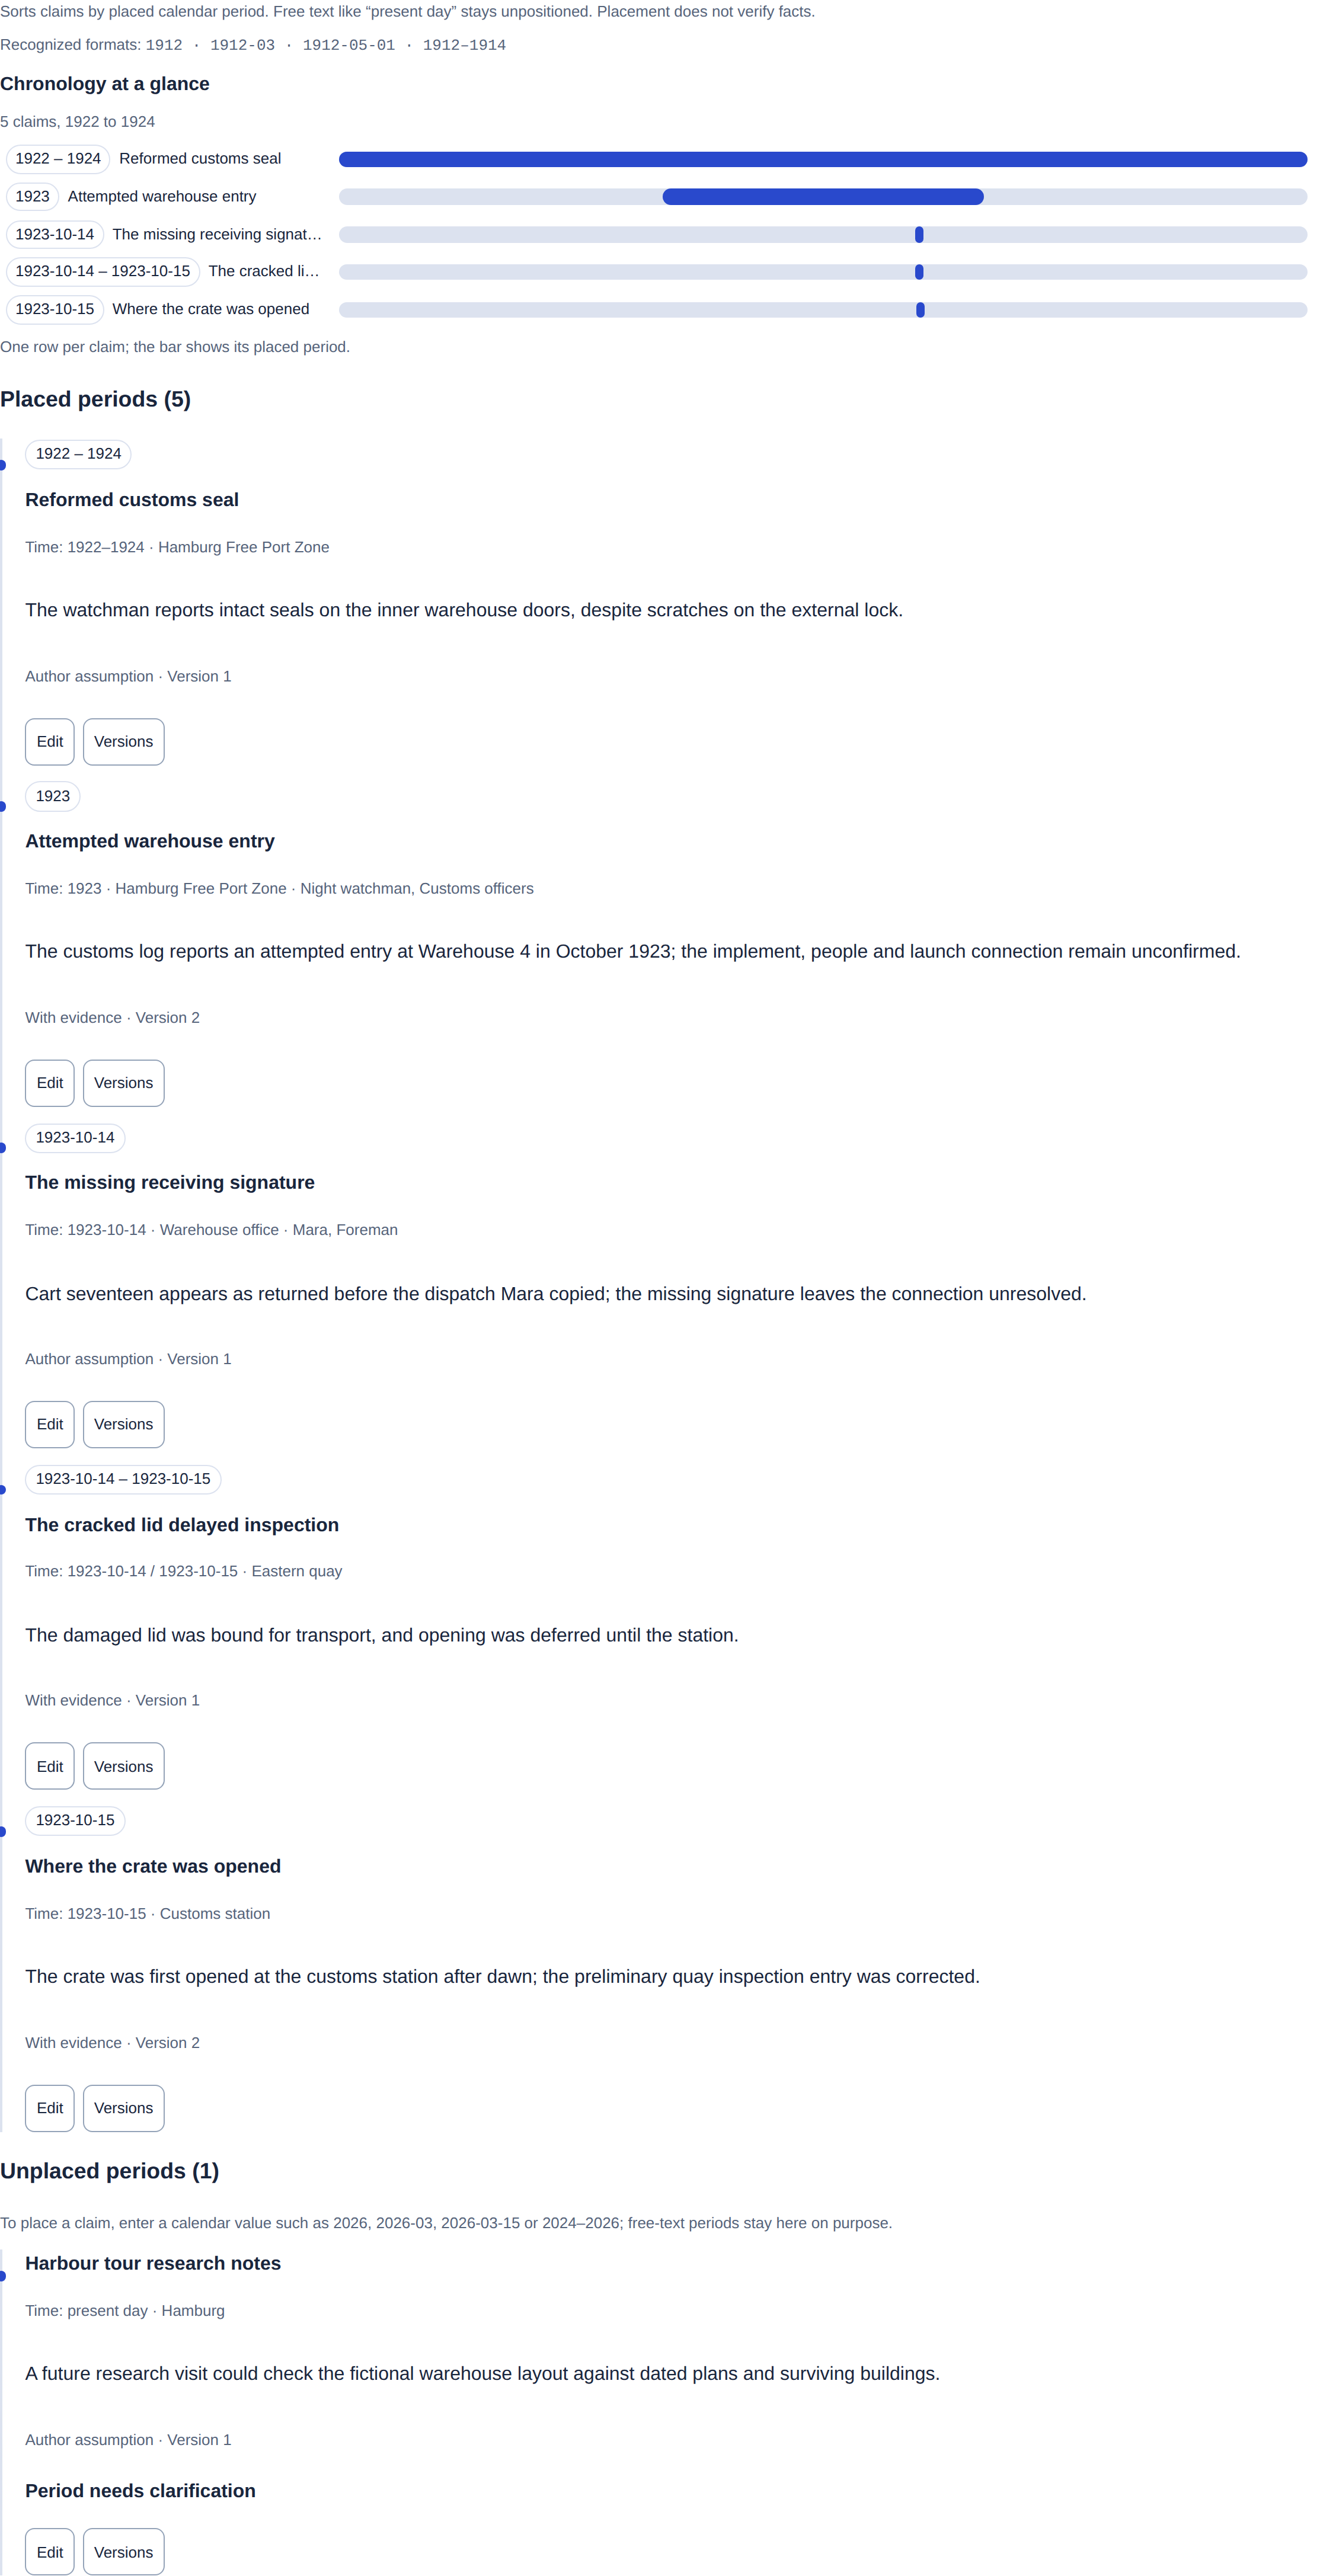 Sorts claims by placed calendar period. Free text like “present day” stays unpositioned. Placement does not verify facts.
Recognized formats: 1912 · 1912-03 · 1912-05-01 · 1912–1914
Chronology at a glance
5 claims, 1922 to 1924
1922 – 1924 Reformed customs seal
1923 Attempted warehouse entry
1923-10-14 The missing receiving signat…
1923-10-14 – 1923-10-15 The cracked li…
1923-10-15 Where the crate was opened
One row per claim; the bar shows its placed period.
Placed periods (5)
1922 – 1924
Reformed customs seal
Time: 1922–1924 · Hamburg Free Port Zone
The watchman reports intact seals on the inner warehouse doors, despite scratches on the external lock.
Author assumption · Version 1
Edit Versions
1923
Attempted warehouse entry
Time: 1923 · Hamburg Free Port Zone · Night watchman, Customs officers
The customs log reports an attempted entry at Warehouse 4 in October 1923; the implement, people and launch connection remain unconfirmed.
With evidence · Version 2
Edit Versions
1923-10-14
The missing receiving signature
Time: 1923-10-14 · Warehouse office · Mara, Foreman
Cart seventeen appears as returned before the dispatch Mara copied; the missing signature leaves the connection unresolved.
Author assumption · Version 1
Edit Versions
1923-10-14 – 1923-10-15
The cracked lid delayed inspection
Time: 1923-10-14 / 1923-10-15 · Eastern quay
The damaged lid was bound for transport, and opening was deferred until the station.
With evidence · Version 1
Edit Versions
1923-10-15
Where the crate was opened
Time: 1923-10-15 · Customs station
The crate was first opened at the customs station after dawn; the preliminary quay inspection entry was corrected.
With evidence · Version 2
Edit Versions
Unplaced periods (1)
To place a claim, enter a calendar value such as 2026, 2026-03, 2026-03-15 or 2024–2026; free-text periods stay here on purpose.
Harbour tour research notes
Time: present day · Hamburg
A future research visit could check the fictional warehouse layout against dated plans and surviving buildings.
Author assumption · Version 1
Period needs clarification
Edit Versions